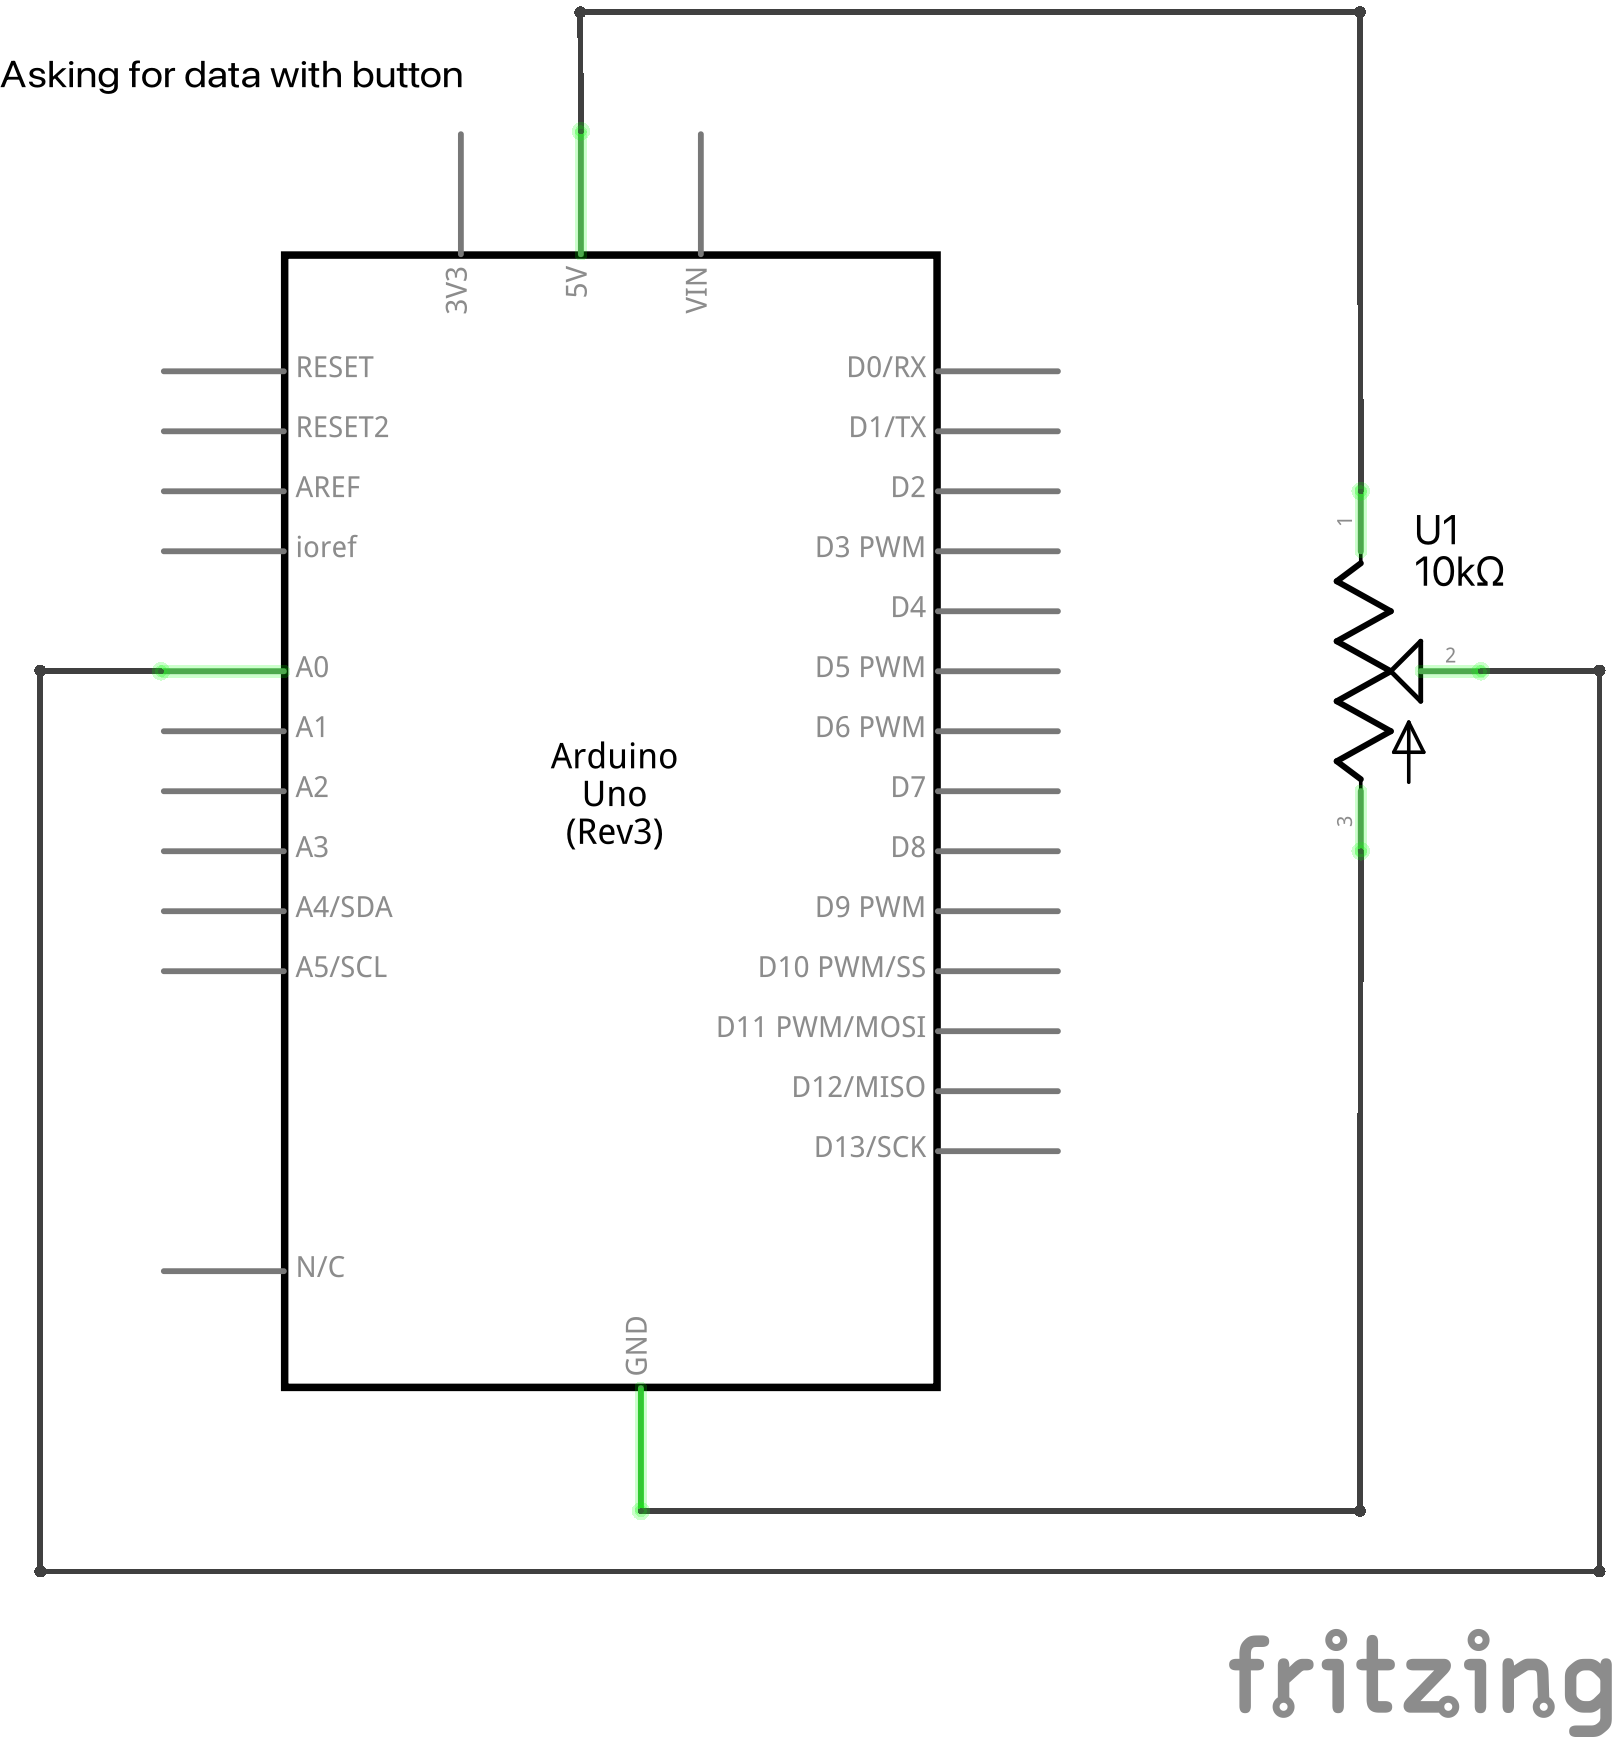 Asking for data with button
3V3
5V
VIN
RESET
D0/RX
RESET2
D1/TX
AREF
D2
ioref
D3 PWM
D4
A0
D5 PWM
A1
D6 PWM
A2
D7
A3
D8
A4/SDA
D9 PWM
A5/SCL
D10 PWM/SS
D11 PWM/MOSI
D12/MISO
D13/SCK
N/C
GND
Arduino
Uno
(Rev3)
1
U1
10kΩ
2
3
fritzing